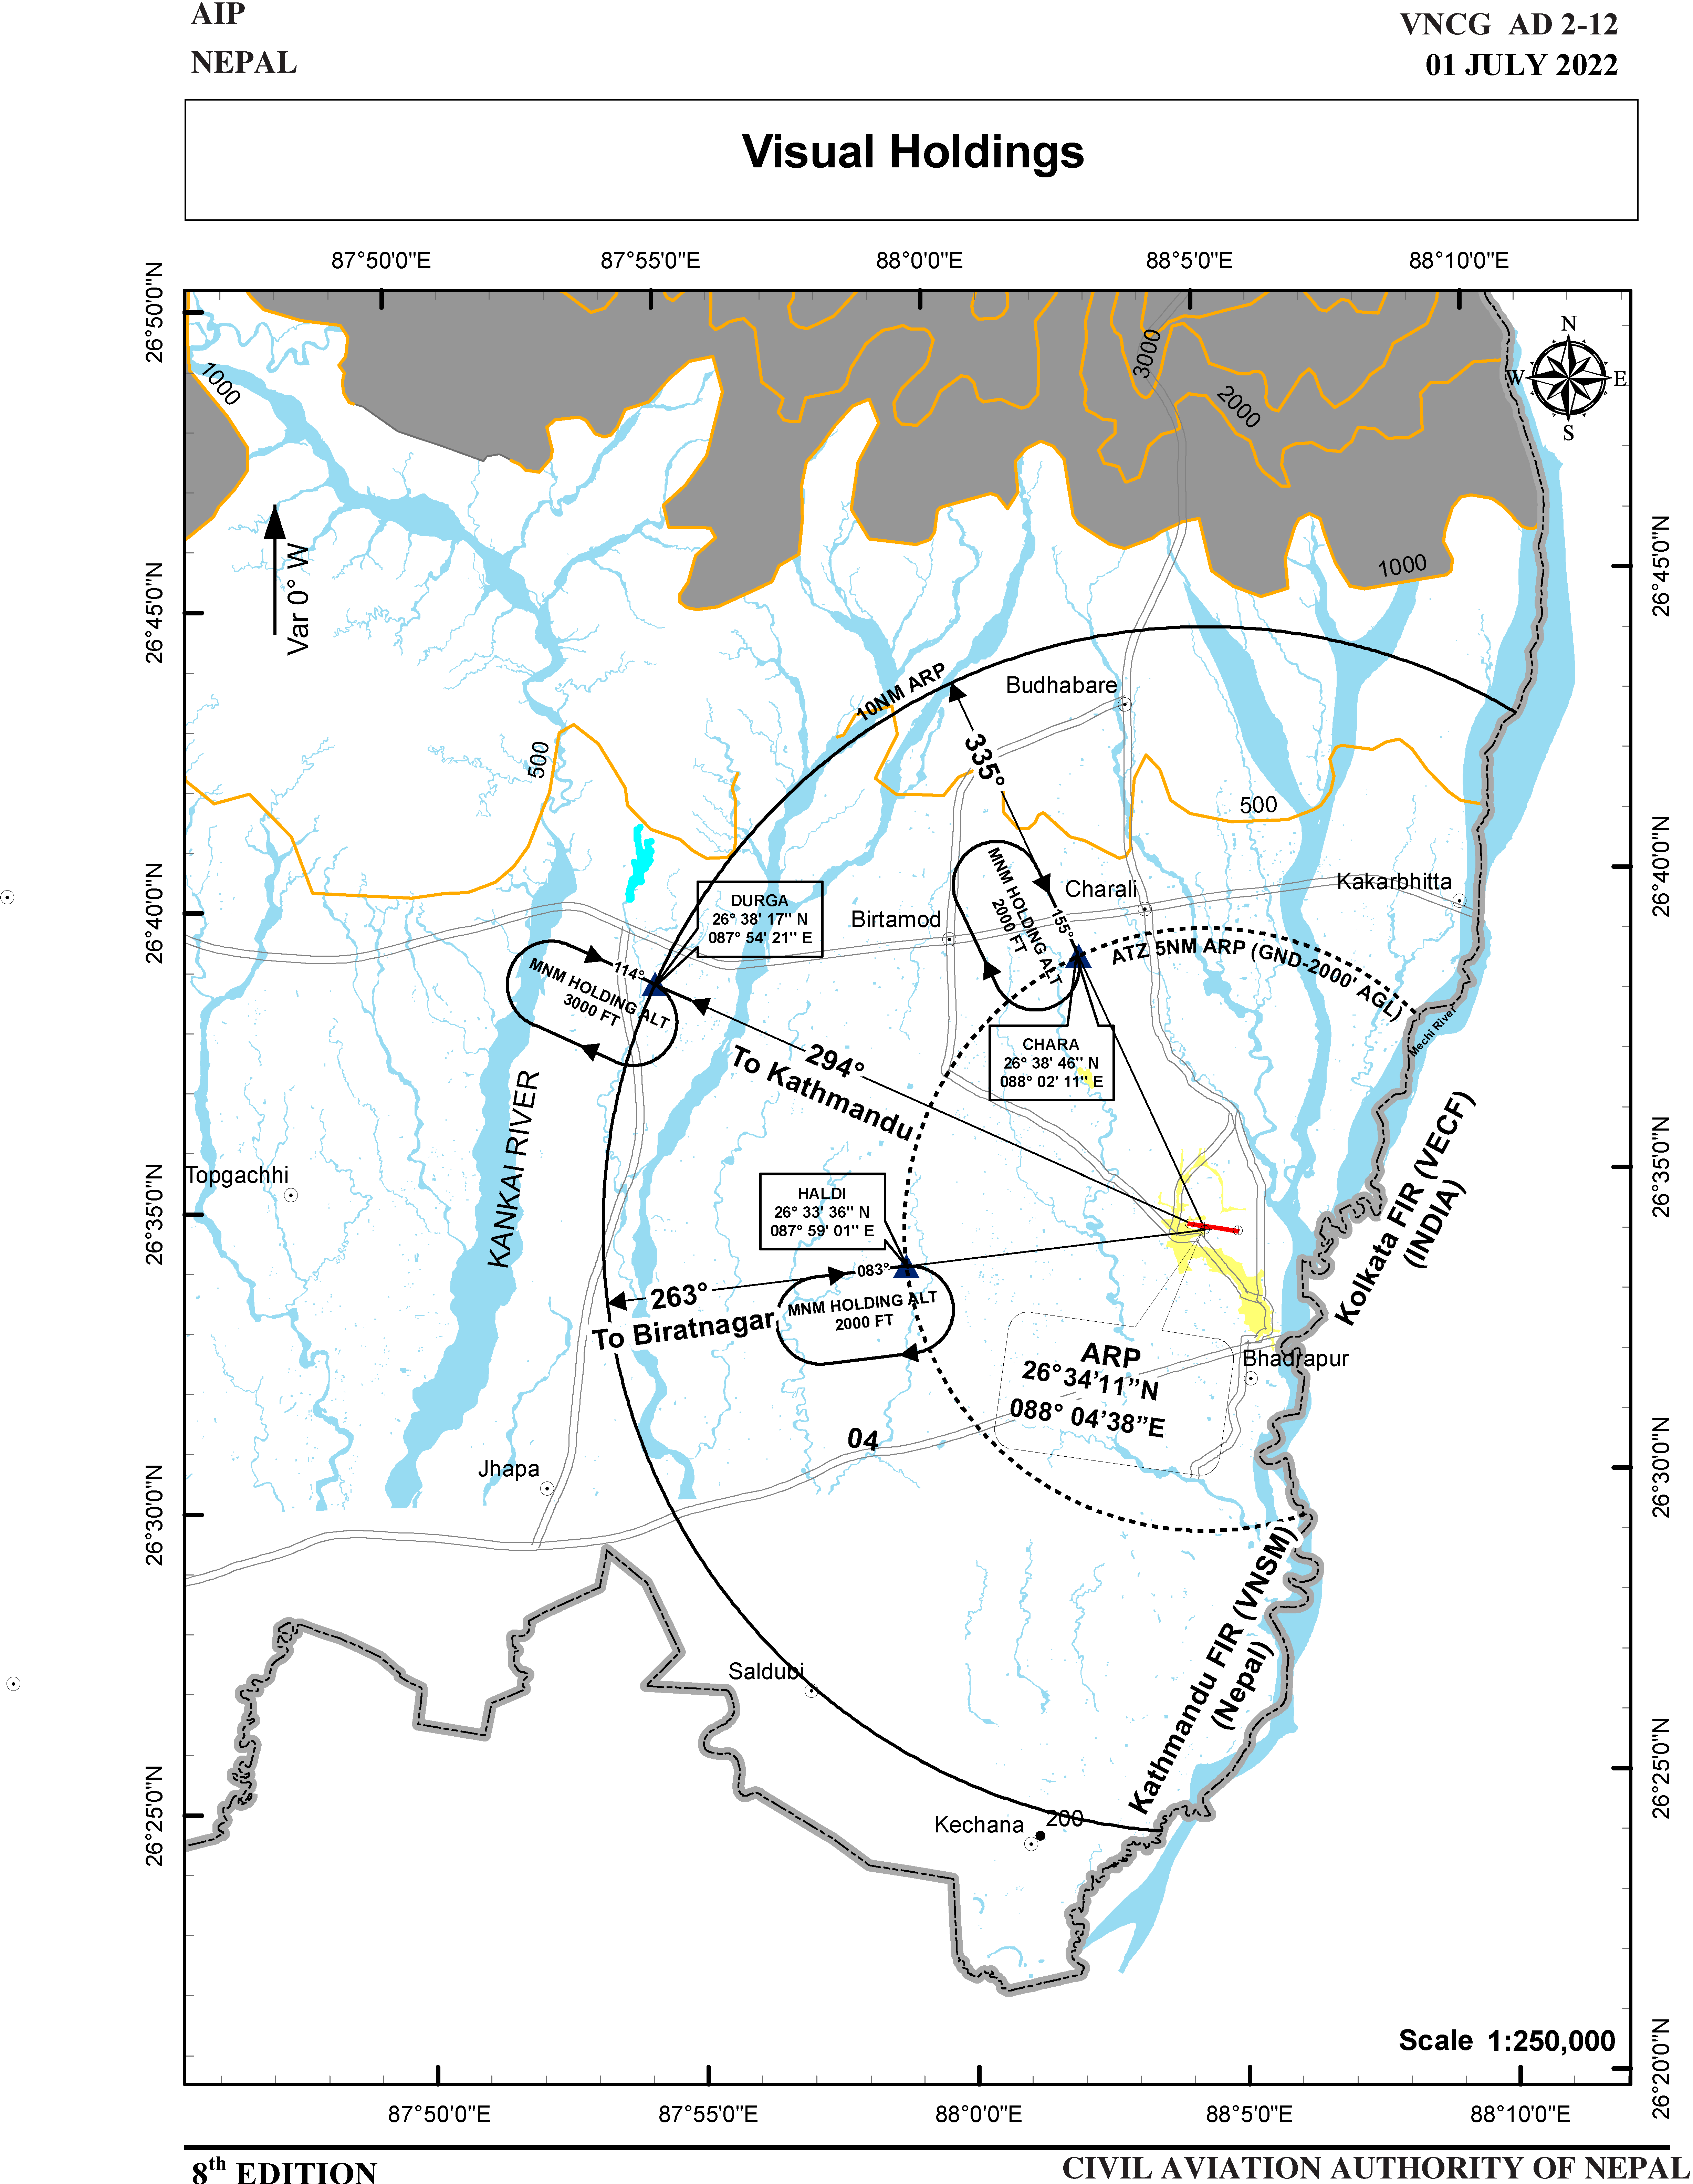 AIP
NEPAL
VNCG AD 2-12
01 JULY 2022
Visual Holdings
87°50'0"E
87°55'0"E
88°0'0"E
88°5'0"E
88°10'0"E
26°50'0"N
26°45'0"N
26°40'0"N
26°35'0"N
26°30'0"N
26°25'0"N
26°45'0"N
26°40'0"N
26°35'0"N
26°30'0"N
26°25'0"N
26°20'0"N
N
W
E
S
1000
3000
2000
1000
Var 0° W
10NM ARP
Budhabare
335°
500
500
MNM HOLDING ALT
2000 FT
155°
Charali
Kakarbhitta
Birtamod
DURGA
26° 38' 17" N
087° 54' 21" E
ATZ 5NM ARP (GND-2000' AGL)
114°
MNM HOLDING ALT
3000 FT
CHARA
26° 38' 46" N
088° 02' 11" E
Mechi River
294°
To Kathmandu
KANKAI RIVER
Topgachhi
HALDI
26° 33' 36" N
087° 59' 01" E
Kolkata FIR (VECF)
(INDIA)
083°
263°
To Biratnagar
MNM HOLDING ALT
2000 FT
ARP
26°34'11”N
088° 04'38”E
Bhadrapur
04
Jhapa
Saldubi
Kathmandu FIR (VNSM)
(Nepal)
Kechana
200
Scale 1:250,000
87°50'0"E
87°55'0"E
88°0'0"E
88°5'0"E
88°10'0"E
8th EDITION
CIVIL AVIATION AUTHORITY OF NEPAL